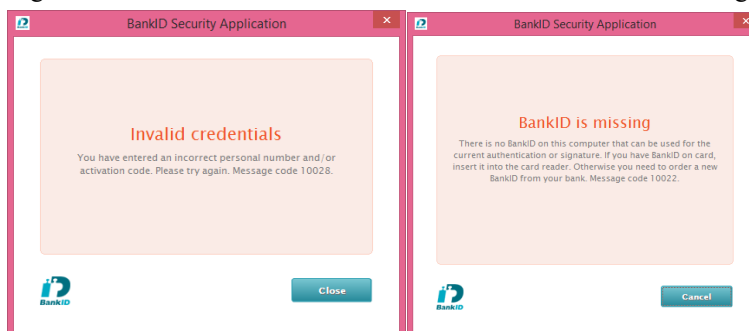 BankID Security Application
Invalid credentials
You have entered an incorrect personal number and/or
activation code. Please try again. Message code 10028.
BankID
Close
BankID Security Application
BankID is missing
There is no BankID on this computer that can be used for the
current authentication or signature. If you have BankID on card,
insert it into the card reader. Otherwise you need to order a new
BankID from your bank. Message code 10022.
BankID
Cancel